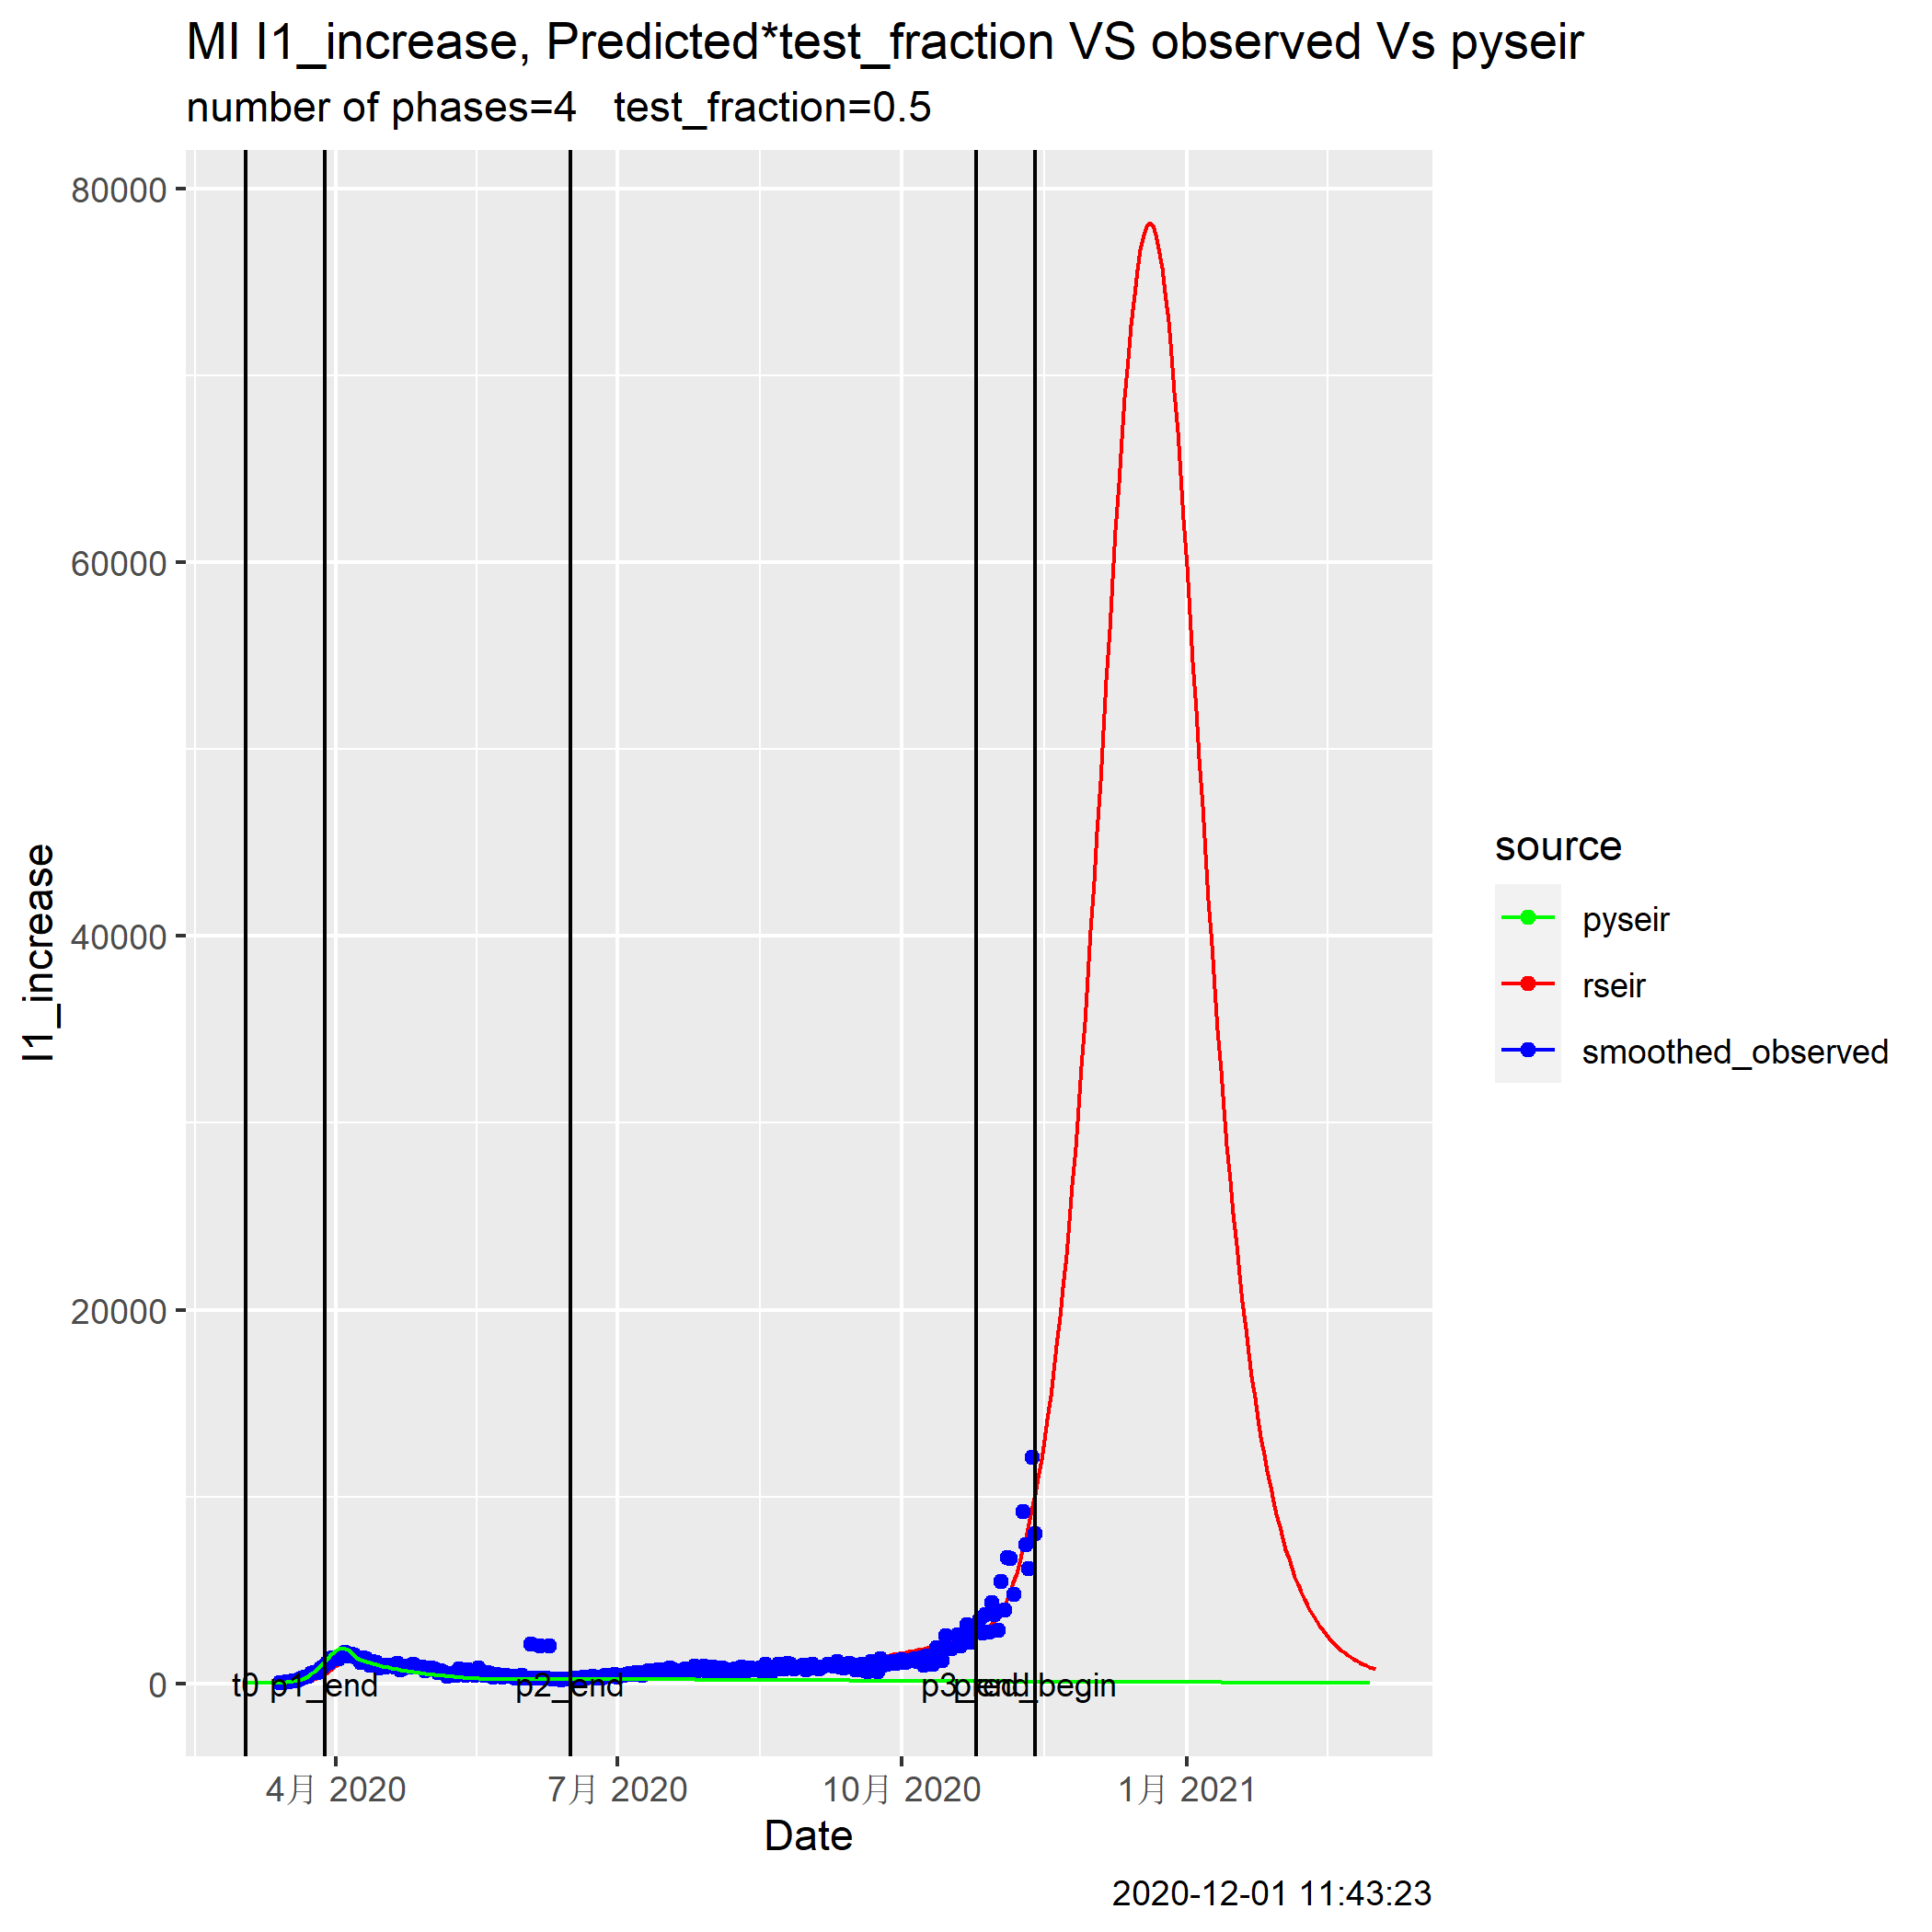 MI I1_increase, Predicted*test_fraction VS observed Vs pyseir
number of phases=4   test_fraction=0.5
80000
60000
40000
20000
0
I1_increase
t0 p1_end p2_end p3_end pred_begin
4月 2020 7月 2020 10月 2020 1月 2021
Date
source
pyseir
rseir
smoothed_observed
2020-12-01 11:43:23